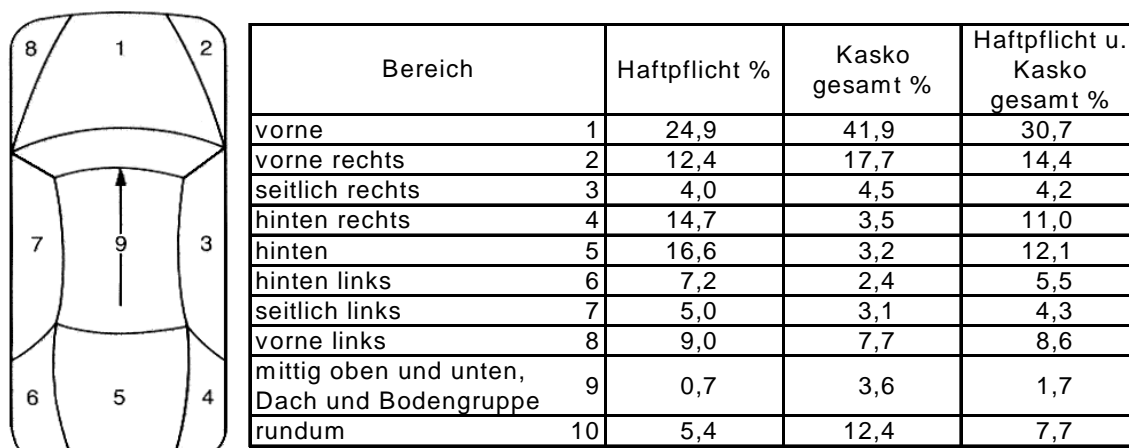 8 1 2
7 9 3
6 5 4
Bereich Haftpflicht % Kasko gesamt % Haftpflicht u. Kasko gesamt %
vorne 1 24,9 41,9 30,7
vorne rechts 2 12,4 17,7 14,4
seitlich rechts 3 4,0 4,5 4,2
hinten rechts 4 14,7 3,5 11,0
hinten 5 16,6 3,2 12,1
hinten links 6 7,2 2,4 5,5
seitlich links 7 5,0 3,1 4,3
vorne links 8 9,0 7,7 8,6
mittig oben und unten,
Dach und Bodengruppe 9 0,7 3,6 1,7
rundum 10 5,4 12,4 7,7